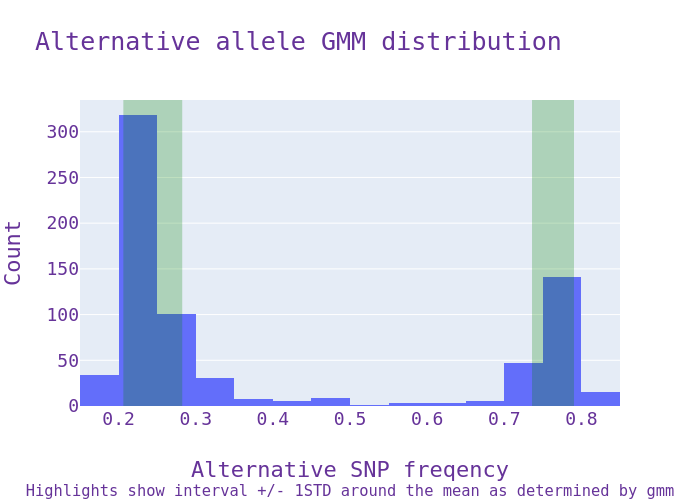 Alternative allele GMM distribution
Count
300
250
200
150
100
50
0
0.2 0.3 0.4 0.5 0.6 0.7 0.8
Alternative SNP freqency
Highlights show interval +/- 1STD around the mean as determined by gmm